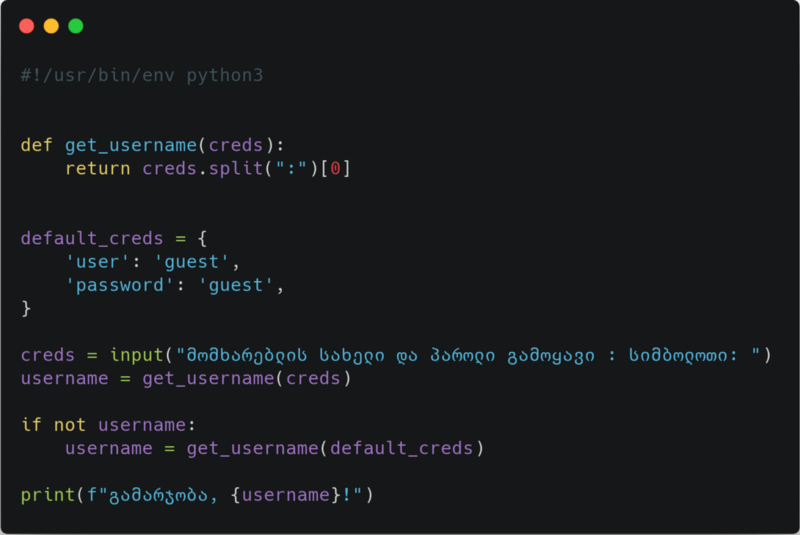 #!/usr/bin/env python3
def get_username(creds):
    return creds.split(":")[0]
default_creds = {
    'user': 'guest',
    'password': 'guest',
}
creds = input("მომხარებლის სახელი და პაროლი გამოყავი : სიმბოლოთი: ")
username = get_username(creds)
if not username:
    username = get_username(default_creds)
print(f"გამარჯობა, {username}!")